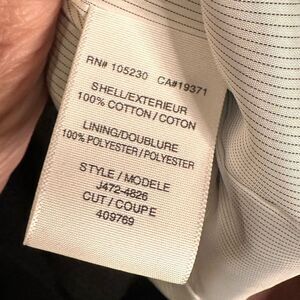 RN# 105230 CA#19371
SHELL/EXTERIEUR
100% COTTON/COTON
LINING/DOUBLURE
100% POLYESTER/POLYESTER
STYLE / MODELE
J472-4826
CUT / COUPE
409769